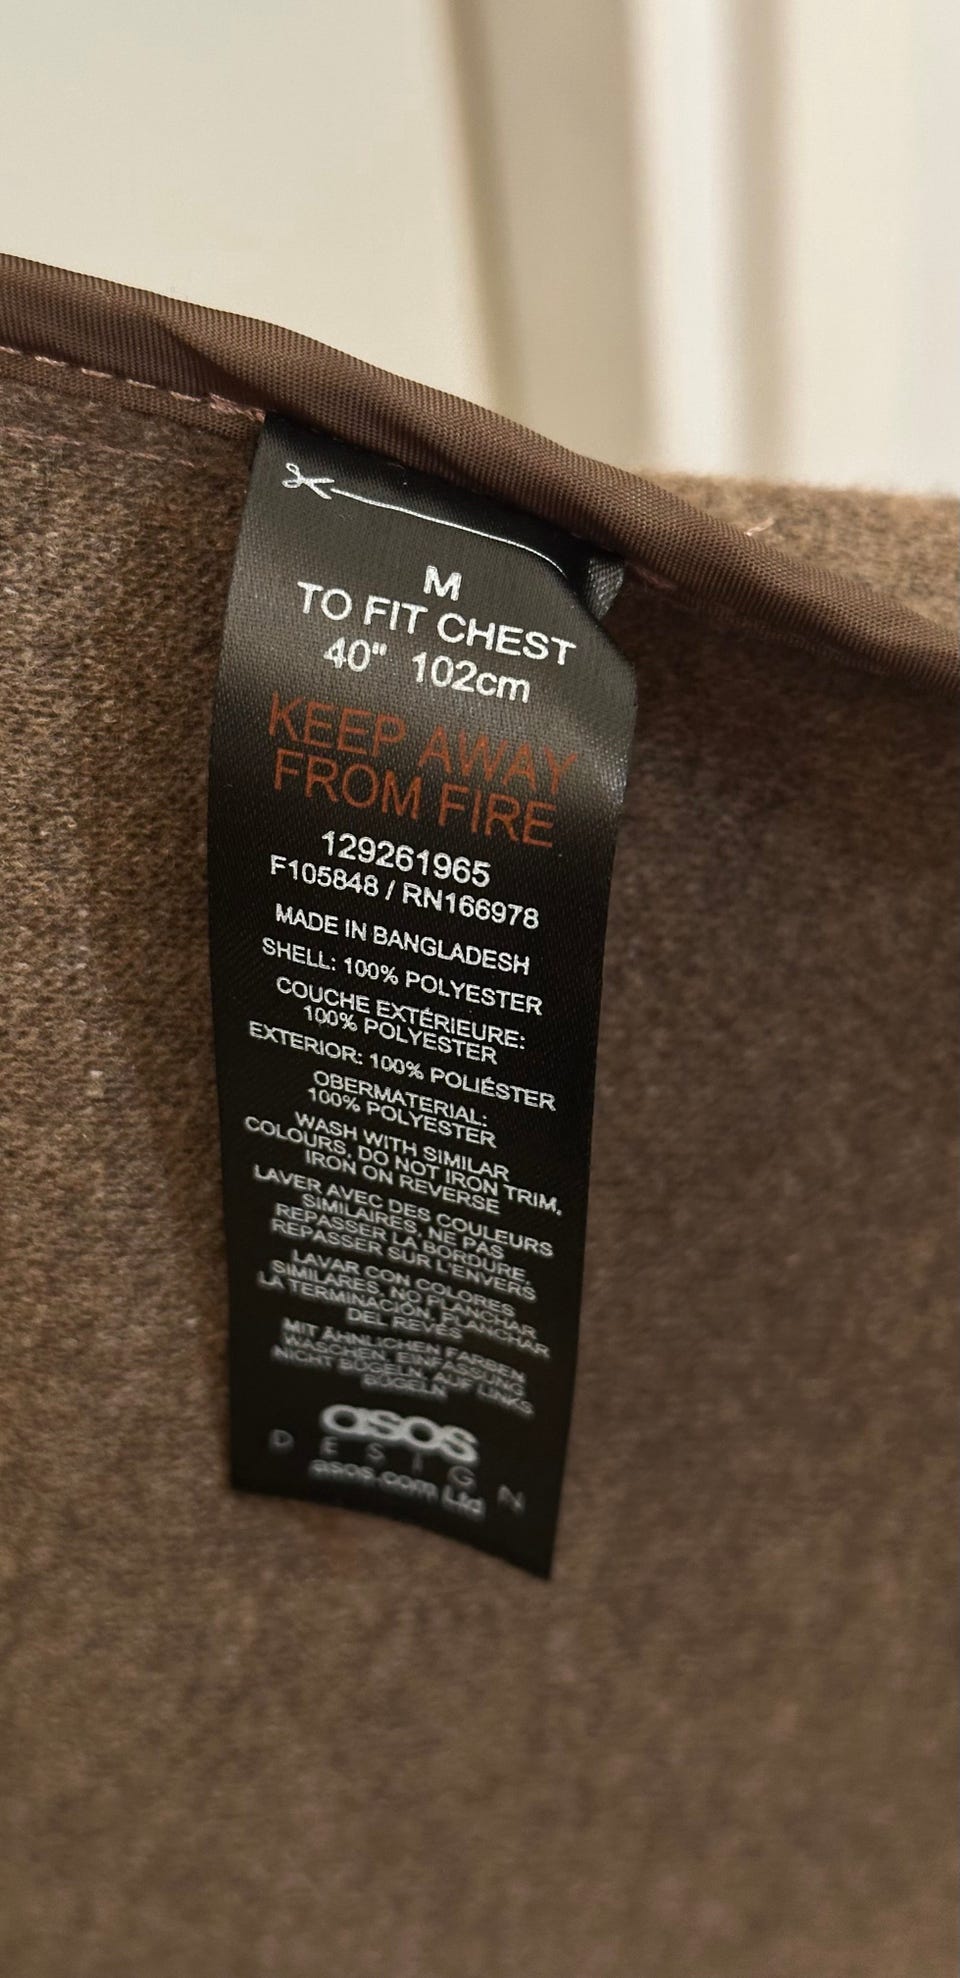 M
TO FIT CHEST
40" 102cm
KEEP AWAY
FROM FIRE
129261965
F105848 / RN166978
MADE IN BANGLADESH
SHELL: 100% POLYESTER
COUCHE EXTÉRIEURE:
100% POLYESTER
EXTERIOR: 100% POLIÉSTER
OBERMATERIAL:
100% POLYESTER
WASH WITH SIMILAR
COLOURS, DO NOT IRON TRIM,
IRON ON REVERSE
LAVER AVEC DES COULEURS
SIMILAIRES, NE PAS
REPASSER LA BORDURE,
REPASSER SUR L'ENVERS
LAVAR CON COLORES
SIMILARES, NO PLANCHAR
LA TERMINACIÓN, PLANCHAR
DEL REVÉS
MIT ÄHNLICHEN FARBEN
WASCHEN, EINFASSUNG
NICHT BÜGELN, AUF LINKS
BÜGELN
asos
DESIGN
asos.com Ltd